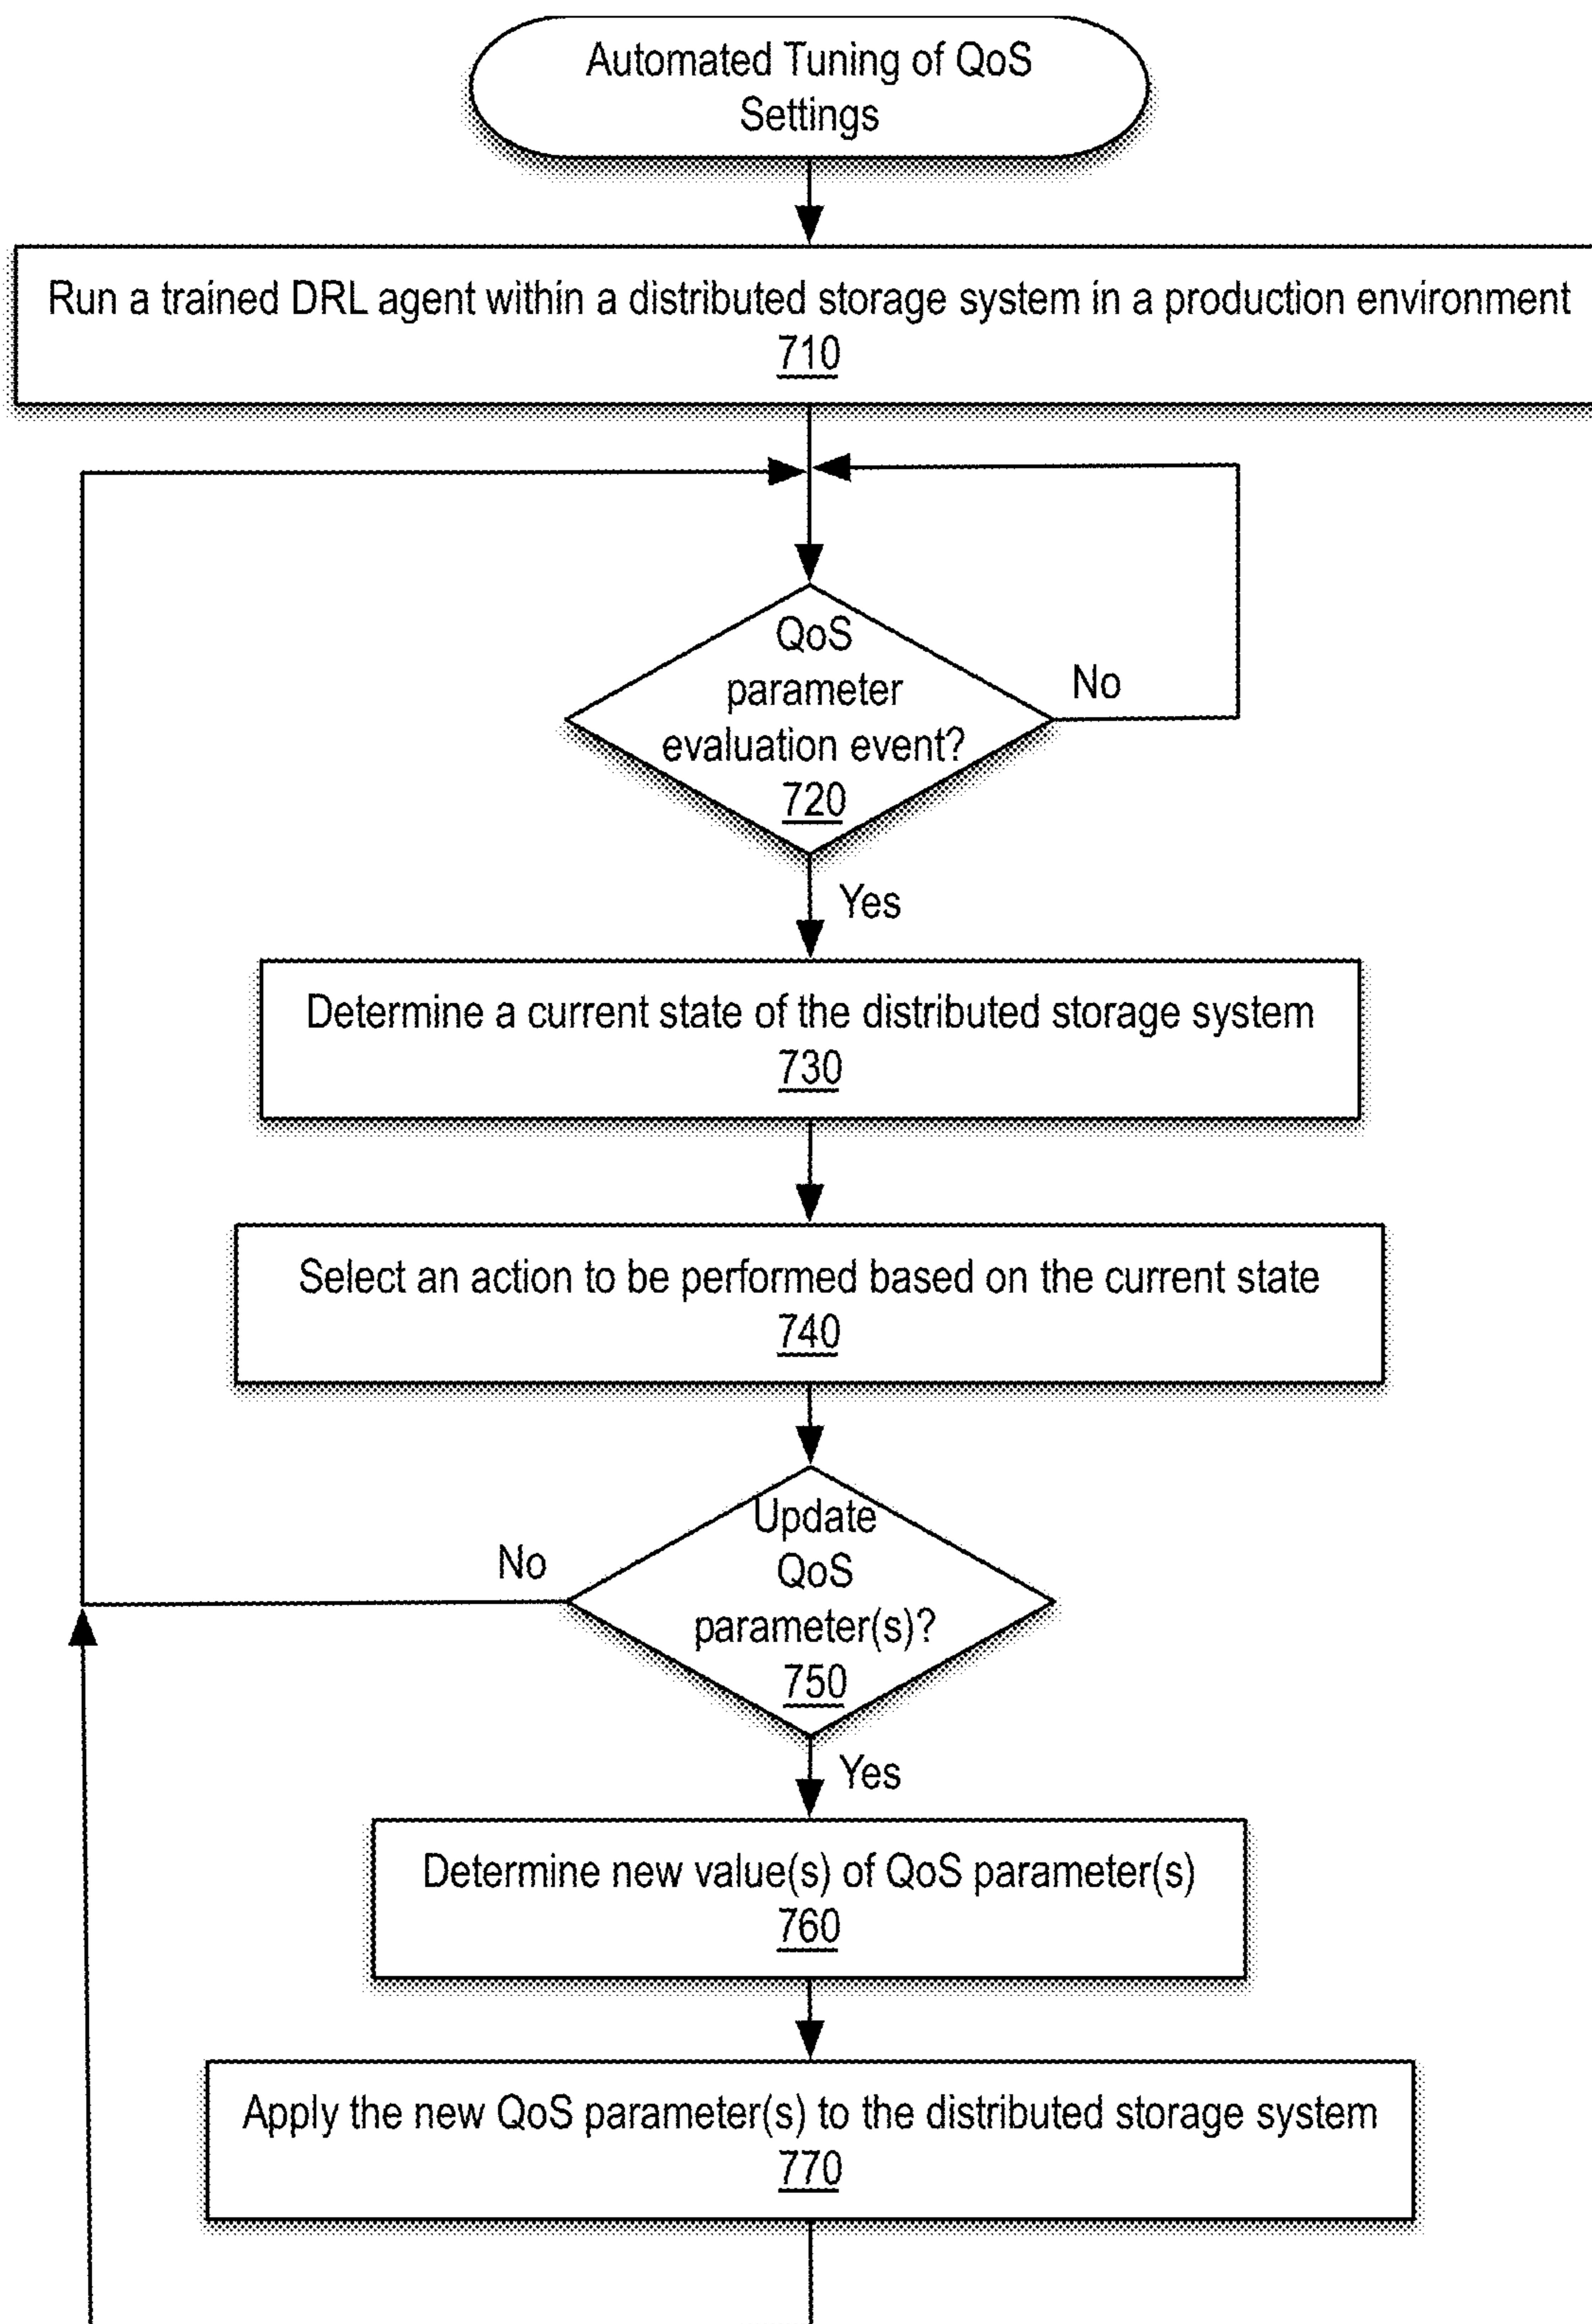 Automated Tuning of QoS
Settings
Run a trained DRL agent within a distributed storage system in a production environment
710
QoS
parameter
evaluation event?
720
No
Yes
Determine a current state of the distributed storage system
730
Select an action to be performed based on the current state
740
Update
QoS
parameter(s)?
750
No
Yes
Determine new value(s) of QoS parameter(s)
760
Apply the new QoS parameter(s) to the distributed storage system
770